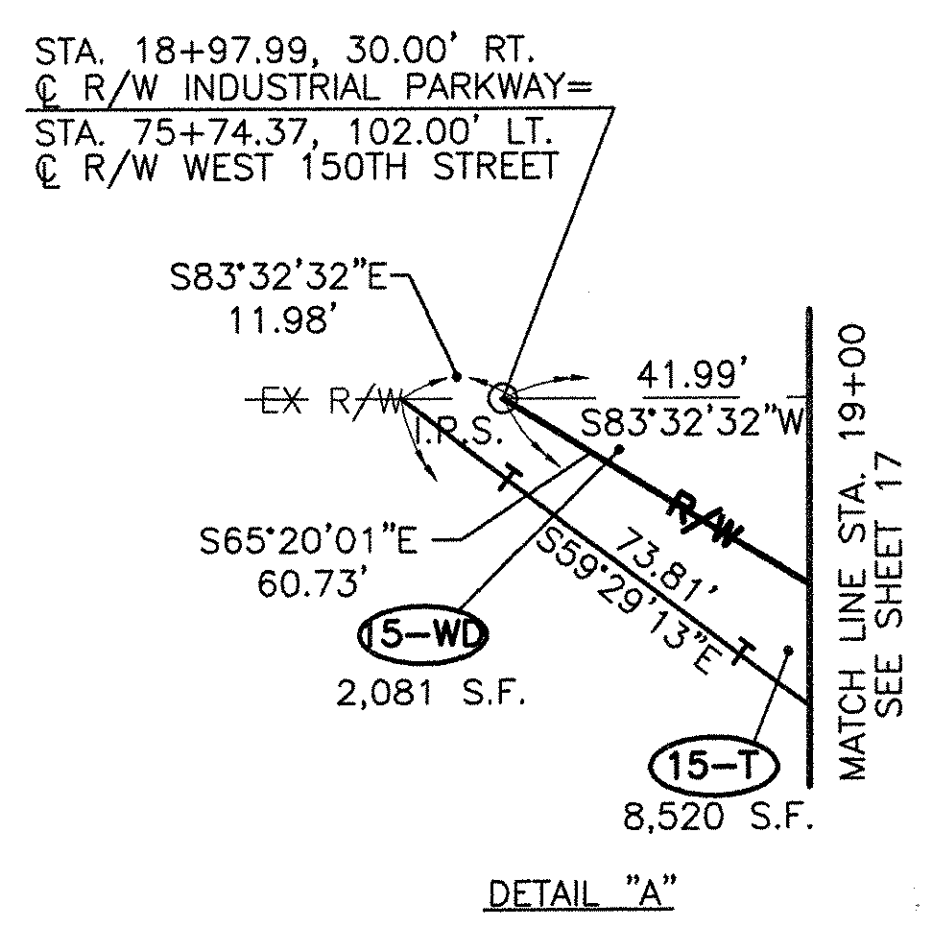 STA. 18+97.99, 30.00' RT.
℄ R/W INDUSTRIAL PARKWAY=
STA. 75+74.37, 102.00' LT.
℄ R/W WEST 150TH STREET
S83°32'32"E
11.98'
EX R/W
I.R.S.
41.99'
S83°32'32"W
S65°20'01"E
60.73'
R/W
T
73.81'
S59°29'13"E
T
15-WD
2,081 S.F.
15-T
8,520 S.F.
MATCH LINE STA. 19+00
SEE SHEET 17
DETAIL "A"